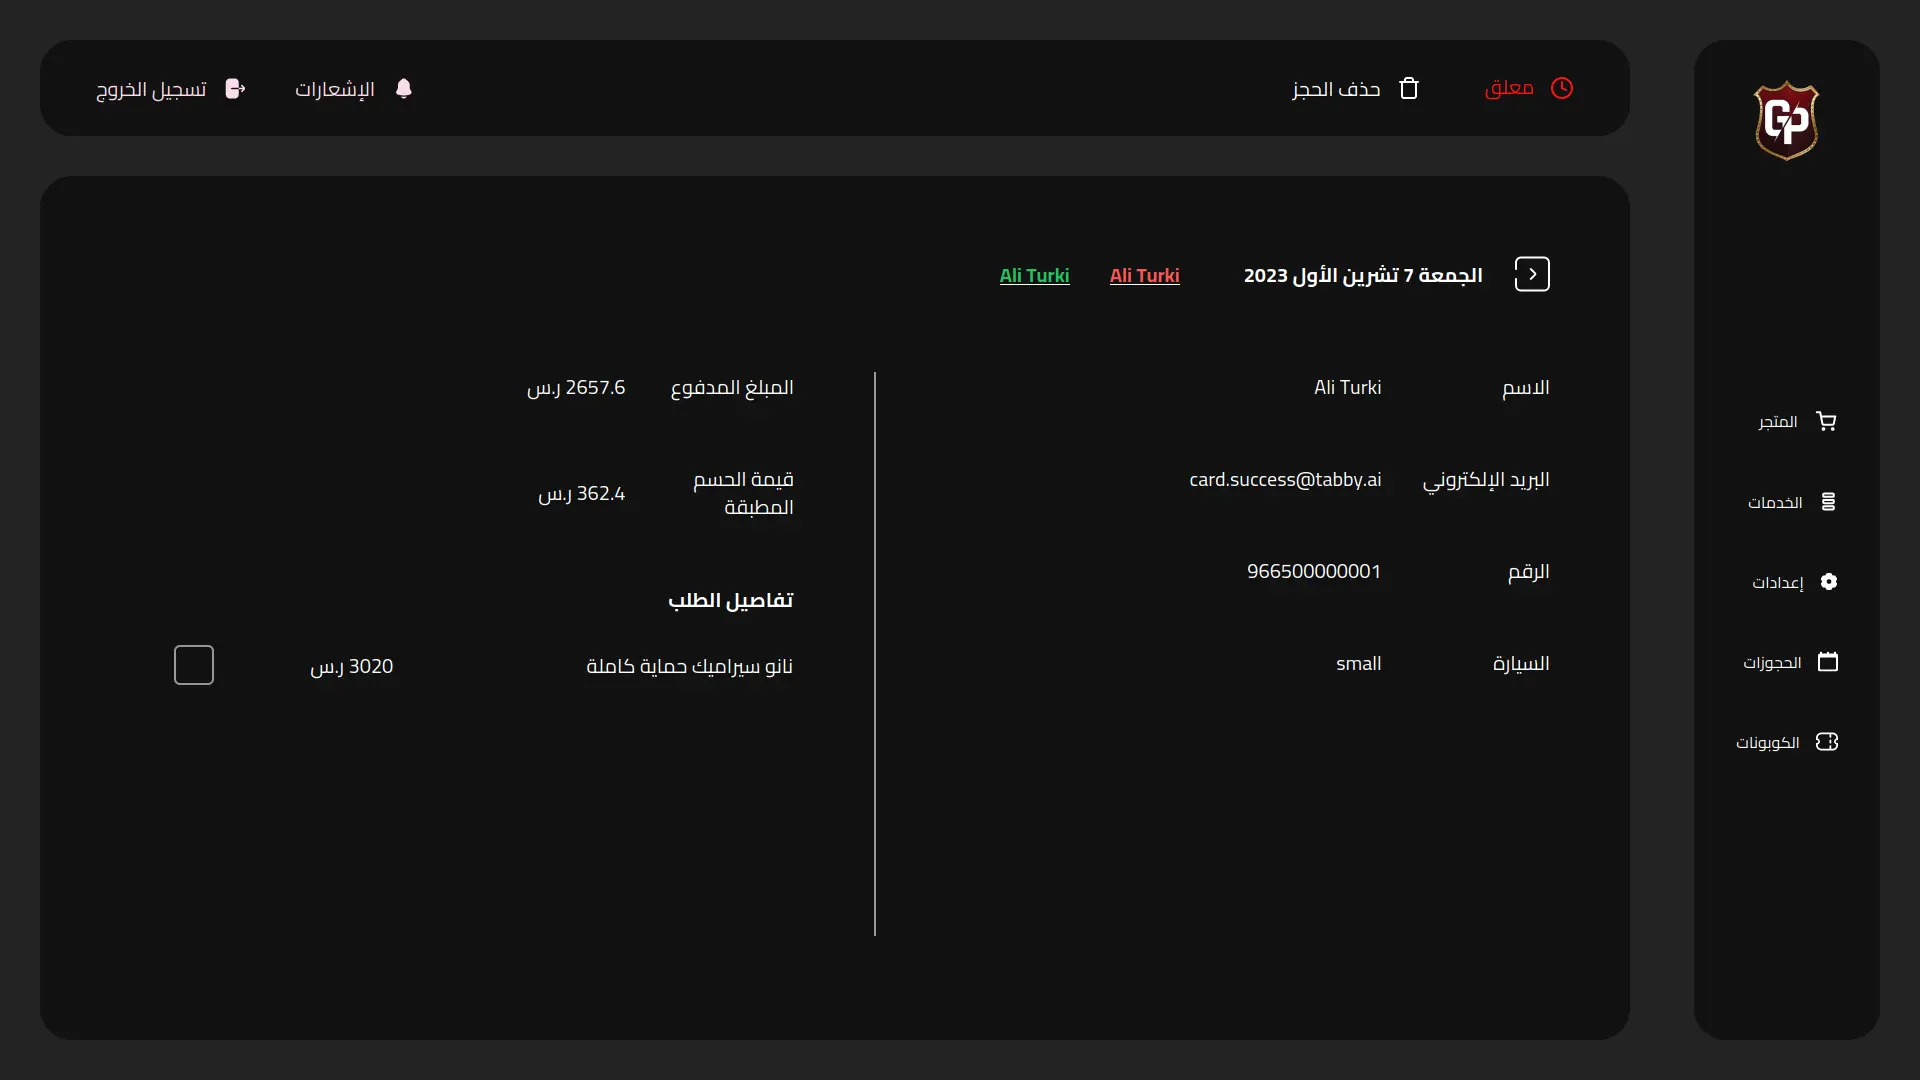 معلق
حذف الحجز
الإشعارات
تسجيل الخروج
GP
المتجر
الخدمات
إعدادات
الحجوزات
الكوبونات
الجمعة 7 تشرين الأول 2023
Ali Turki
Ali Turki
الاسم Ali Turki
البريد الإلكتروني card.success@tabby.ai
الرقم 966500000001
السيارة small
المبلغ المدفوع 2657.6 ر.س
قيمة الحسم
المطبقة
362.4 ر.س
تفاصيل الطلب
نانو سيراميك حماية كاملة 3020 ر.س